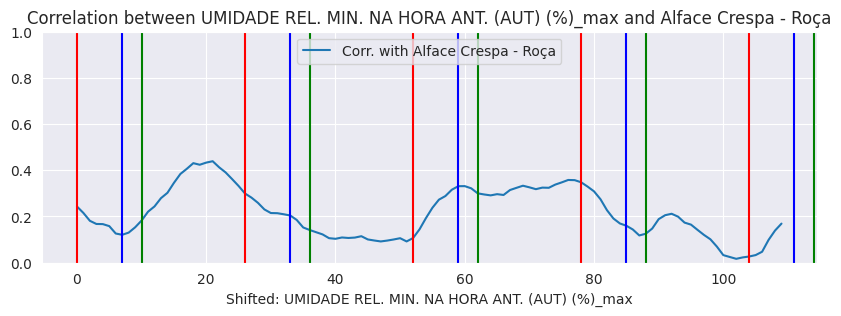 Correlation between UMIDADE REL. MIN. NA HORA ANT. (AUT) (%)_max and Alface Crespa - Roça
Corr. with Alface Crespa - Roça
1.0
0.8
0.6
0.4
0.2
0.0
0 20 40 60 80 100
Shifted: UMIDADE REL. MIN. NA HORA ANT. (AUT) (%)_max